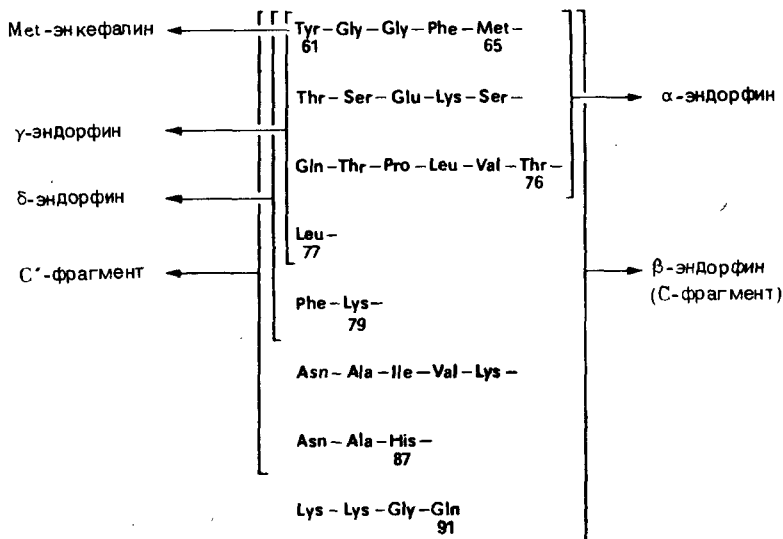 Met-энкефалин
Tyr – Gly – Gly – Phe – Met –
61 65
Thr – Ser – Glu – Lys – Ser –
α-эндорфин
γ-эндорфин
Gln – Thr – Pro – Leu – Val – Thr –
76
δ-эндорфин
Leu –
77
C'-фрагмент
β-эндорфин
(C-фрагмент)
Phe – Lys –
79
Asn – Ala – Ile – Val – Lys –
Asn – Ala – His –
87
Lys – Lys – Gly – Gln
91